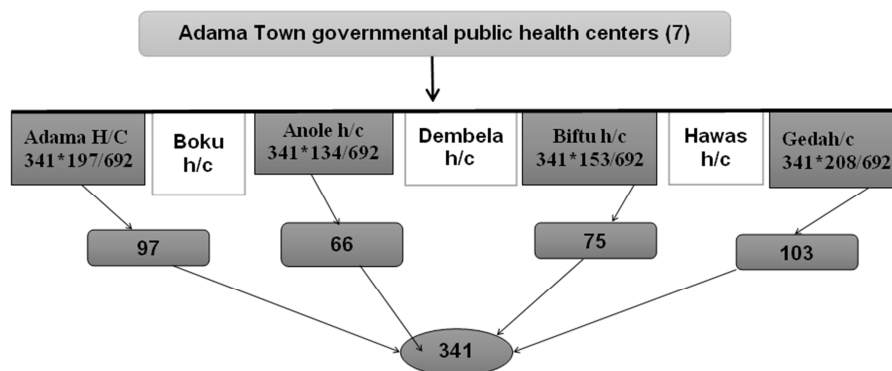 Adama Town governmental public health centers (7)
Adama H/C
341*197/692
Boku
h/c
Anole h/c
341*134/692
Dembela
h/c
Biftu h/c
341*153/692
Hawas
h/c
Gedah/c
341*208/692
97
66
75
103
341